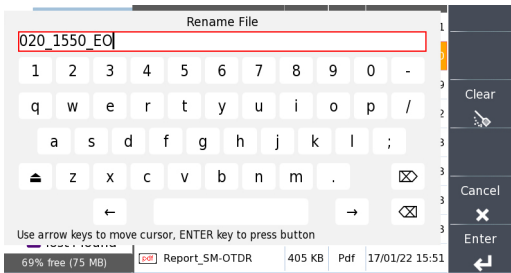 Rename File
020_1550_EO
1 2 3 4 5 6 7 8 9 0 -
q w e r t y u i o p /
a s d f g h j k l ;
z x c v b n m .
← →
Use arrow keys to move cursor, ENTER key to press button
69% free (75 MB)
pdf Report_SM-OTDR 405 KB Pdf 17/01/22 15:51
Clear
Cancel
Enter